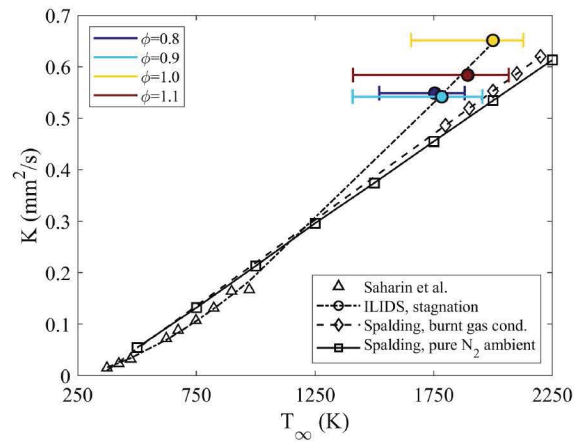 0.8
0.7
0.6
0.5
0.4
0.3
0.2
0.1
0
K (mm²/s)
250
750
1250
1750
2250
T∞ (K)
ϕ=0.8
ϕ=0.9
ϕ=1.0
ϕ=1.1
Saharin et al.
ILIDS, stagnation
Spalding, burnt gas cond.
Spalding, pure N₂ ambient